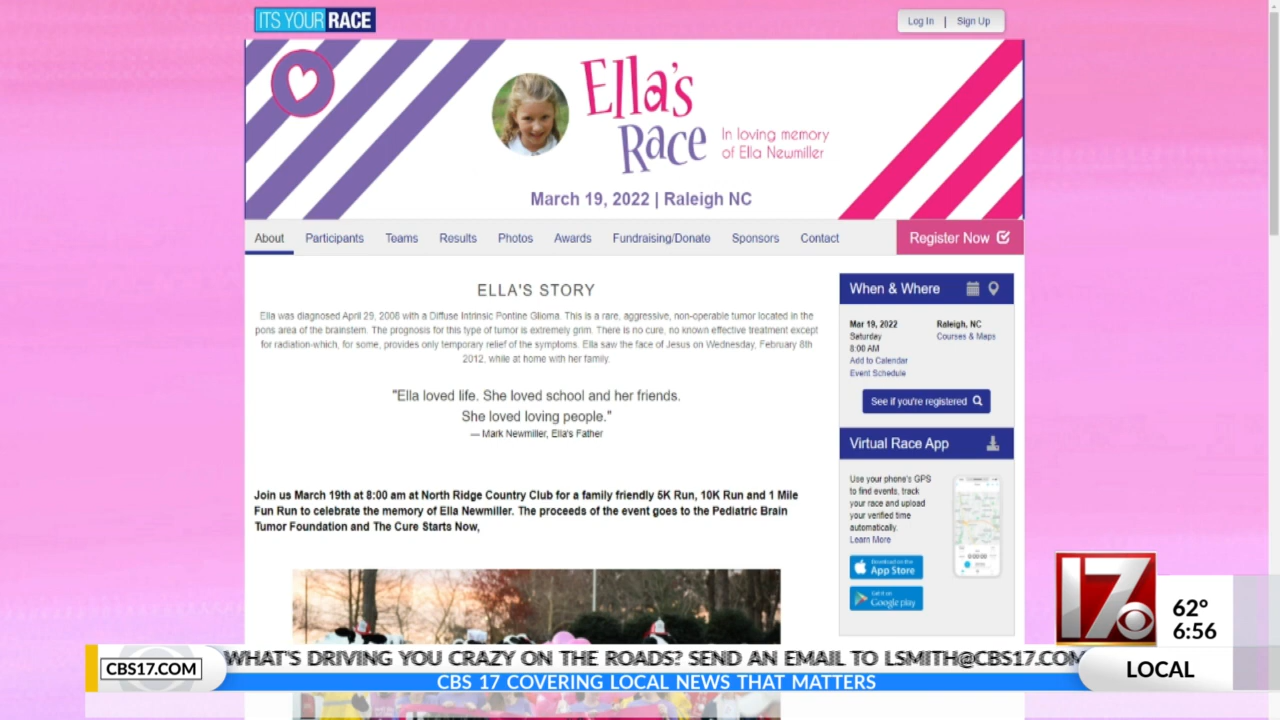 ITS YOUR RACE
Log In | Sign Up
Ella's
Race
In loving memory
of Ella Newmiller
March 19, 2022 | Raleigh NC
About Participants Teams Results Photos Awards Fundraising/Donate Sponsors Contact Register Now
ELLA'S STORY
Ella was diagnosed April 29, 2008 with a Diffuse Intrinsic Pontine Glioma. This is a rare, aggressive, non-operable tumor located in the
pons area of the brainstem. The prognosis for this type of tumor is extremely grim. There is no cure, no known effective treatment except
for radiation-which, for some, provides only temporary relief of the symptoms. Ella saw the face of Jesus on Wednesday, February 8th
2012, while at home with her family.
"Ella loved life. She loved school and her friends.
She loved loving people."
— Mark Newmiller, Ella's Father
Join us March 19th at 8:00 am at North Ridge Country Club for a family friendly 5K Run, 10K Run and 1 Mile
Fun Run to celebrate the memory of Ella Newmiller. The proceeds of the event goes to the Pediatric Brain
Tumor Foundation and The Cure Starts Now,
When & Where
Mar 19, 2022 Raleigh, NC
Saturday Courses & Maps
8:00 AM
Add to Calendar
Event Schedule
See if you're registered
Virtual Race App
Use your phone's GPS
to find events, track
your race and upload
your verified time
automatically.
Learn More
Download on the
App Store
Get it on
Google play
17
62°
6:56
LOCAL
CBS17.COM
WHAT'S DRIVING YOU CRAZY ON THE ROADS? SEND AN EMAIL TO LSMITH@CBS17.COM
CBS 17 COVERING LOCAL NEWS THAT MATTERS